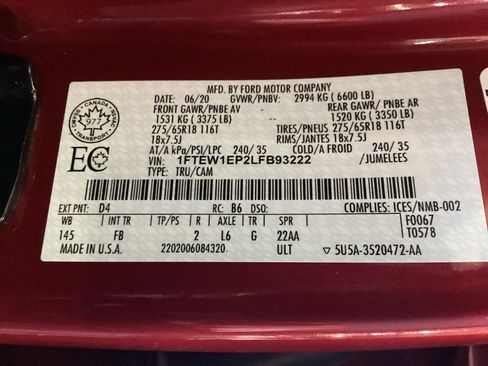 MFD. BY FORD MOTOR COMPANY
DATE: 06/20 GVWR/PNBV: 2994 KG ( 6600 LB)
FRONT GAWR/PNBE AV REAR GAWR/ PNBE AR
1531 KG ( 3375 LB) 1520 KG ( 3350 LB)
275/65R18 116T TIRES/PNEUS 275/65R18 116T
18x7.5J RIMS/JANTES 18x7.5J
AT/A kPa/PSI/LPC 240/ 35 COLD/A FROID 240/ 35
VIN: 1FTEW1EP2LFB93222 /JUMELEES
TYPE: TRU/CAM
CANADA
977
EC
EXT PNT: D4 RC: B6 DSO: COMPLIES: ICES/NMB-002
WB INT TR TP/PS R AXLE TR SPR F0067
145 FB 2 L6 G 22AA T0578
MADE IN U.S.A. 2202006084320 ULT ▽ 5U5A-3520472-AA